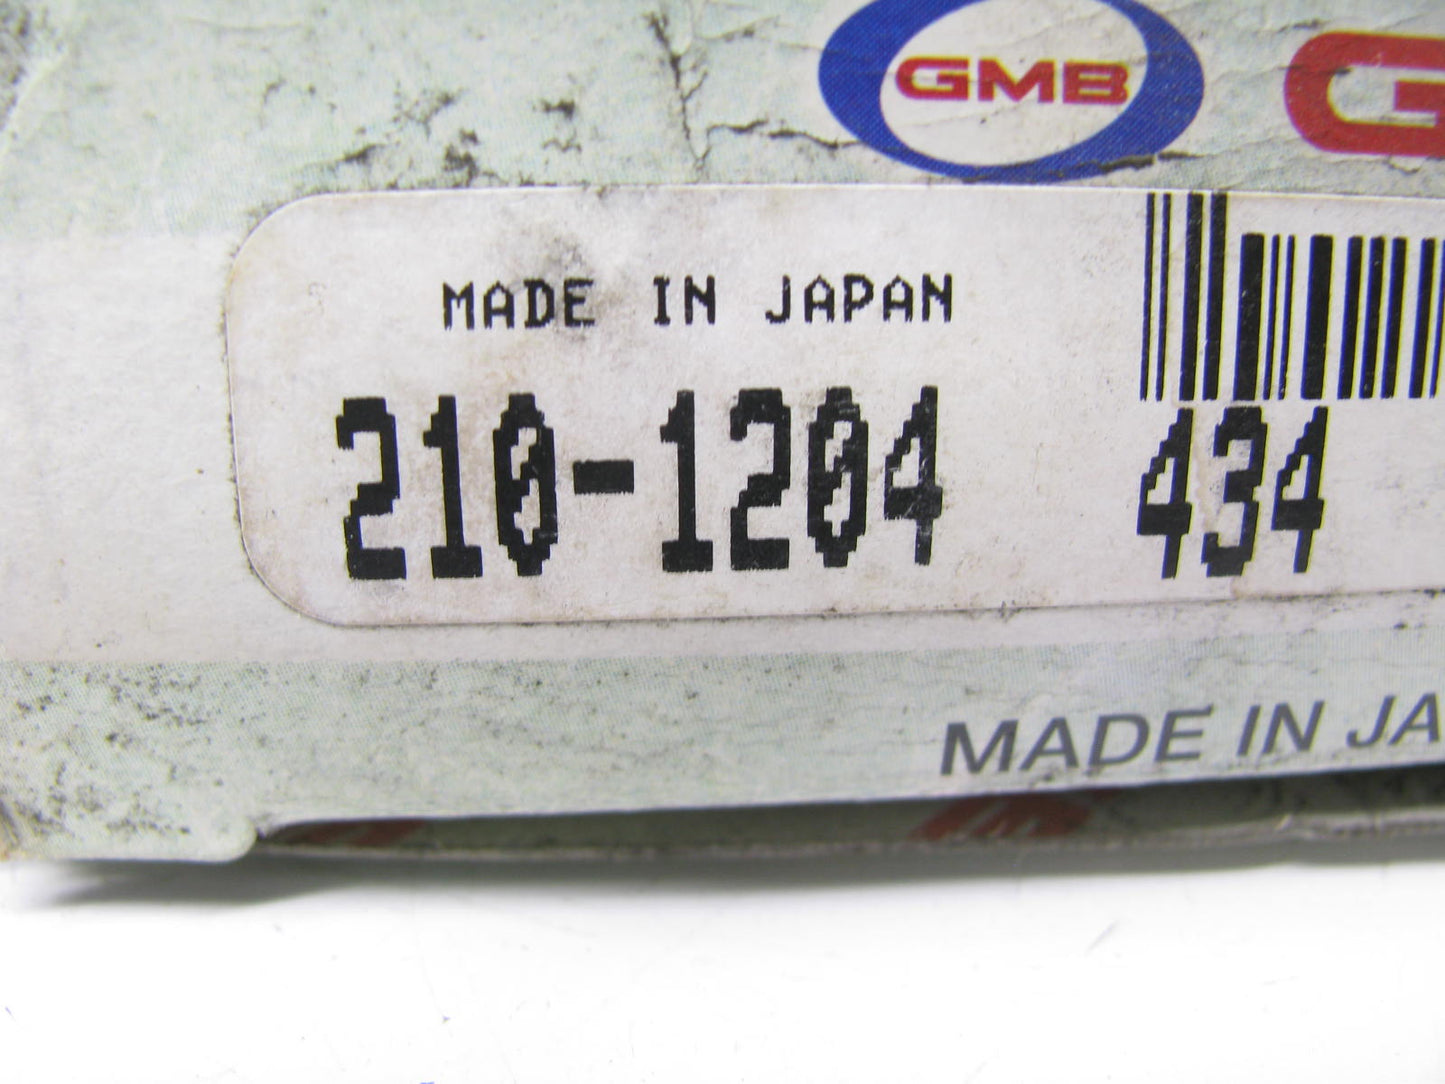 GMB G
MADE IN JAPAN
210-1204 434
MADE IN JA